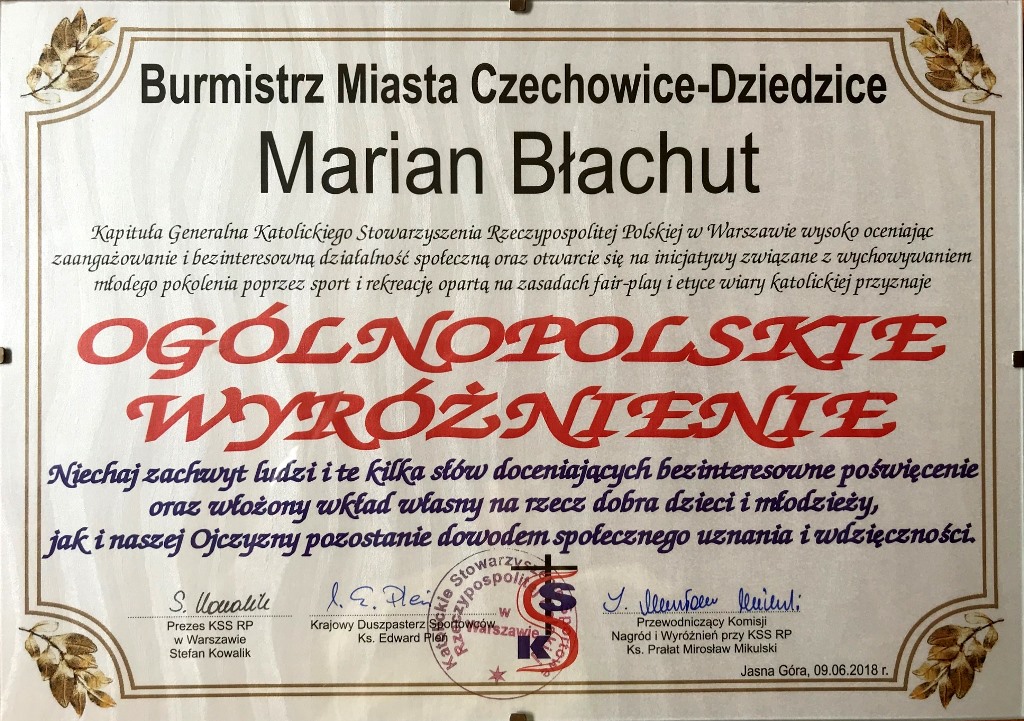 Burmistrz Miasta Czechowice-Dziedzice
Marian Błachut
Kapituła Generalna Katolickiego Stowarzyszenia Rzeczypospolitej Polskiej w Warszawie wysoko oceniając
zaangażowanie i bezinteresowną działalność społeczną oraz otwarcie się na inicjatywy związane z wychowywaniem
młodego pokolenia poprzez sport i rekreację opartą na zasadach fair-play i etyce wiary katolickiej przyznaje
OGÓLNOPOLSKIE
WYRÓŻNIENIE
Niechaj zachwyt ludzi i te kilka słów doceniających bezinteresowne poświęcenie
oraz włożony wkład własny na rzecz dobra dzieci i młodzieży,
jak i naszej Ojczyzny pozostanie dowodem społecznego uznania i wdzięczności.
S. Kowalik
Prezes KSS RP
w Warszawie
Stefan Kowalik
Krajowy Duszpasterz Sportowców
Ks. Edward Pleń
Katolickie Stowarzysz
Rzeczypospolit
w
Warszawie
S
K
Przewodniczący Komisji
Nagród i Wyróżnień przy KSS RP
Ks. Prałat Mirosław Mikulski
Jasna Góra, 09.06.2018 r.